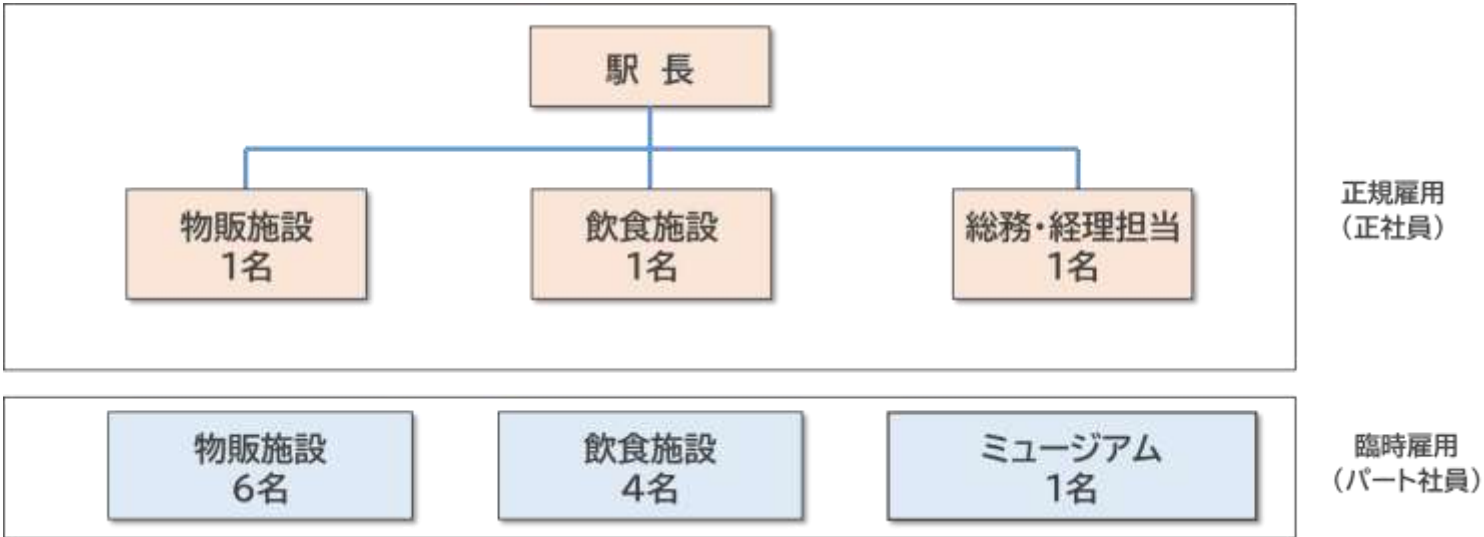 駅 長
物販施設
1名
飲食施設
1名
総務・経理担当
1名
正規雇用
（正社員）
物販施設
6名
飲食施設
4名
ミュージアム
1名
臨時雇用
（パート社員）